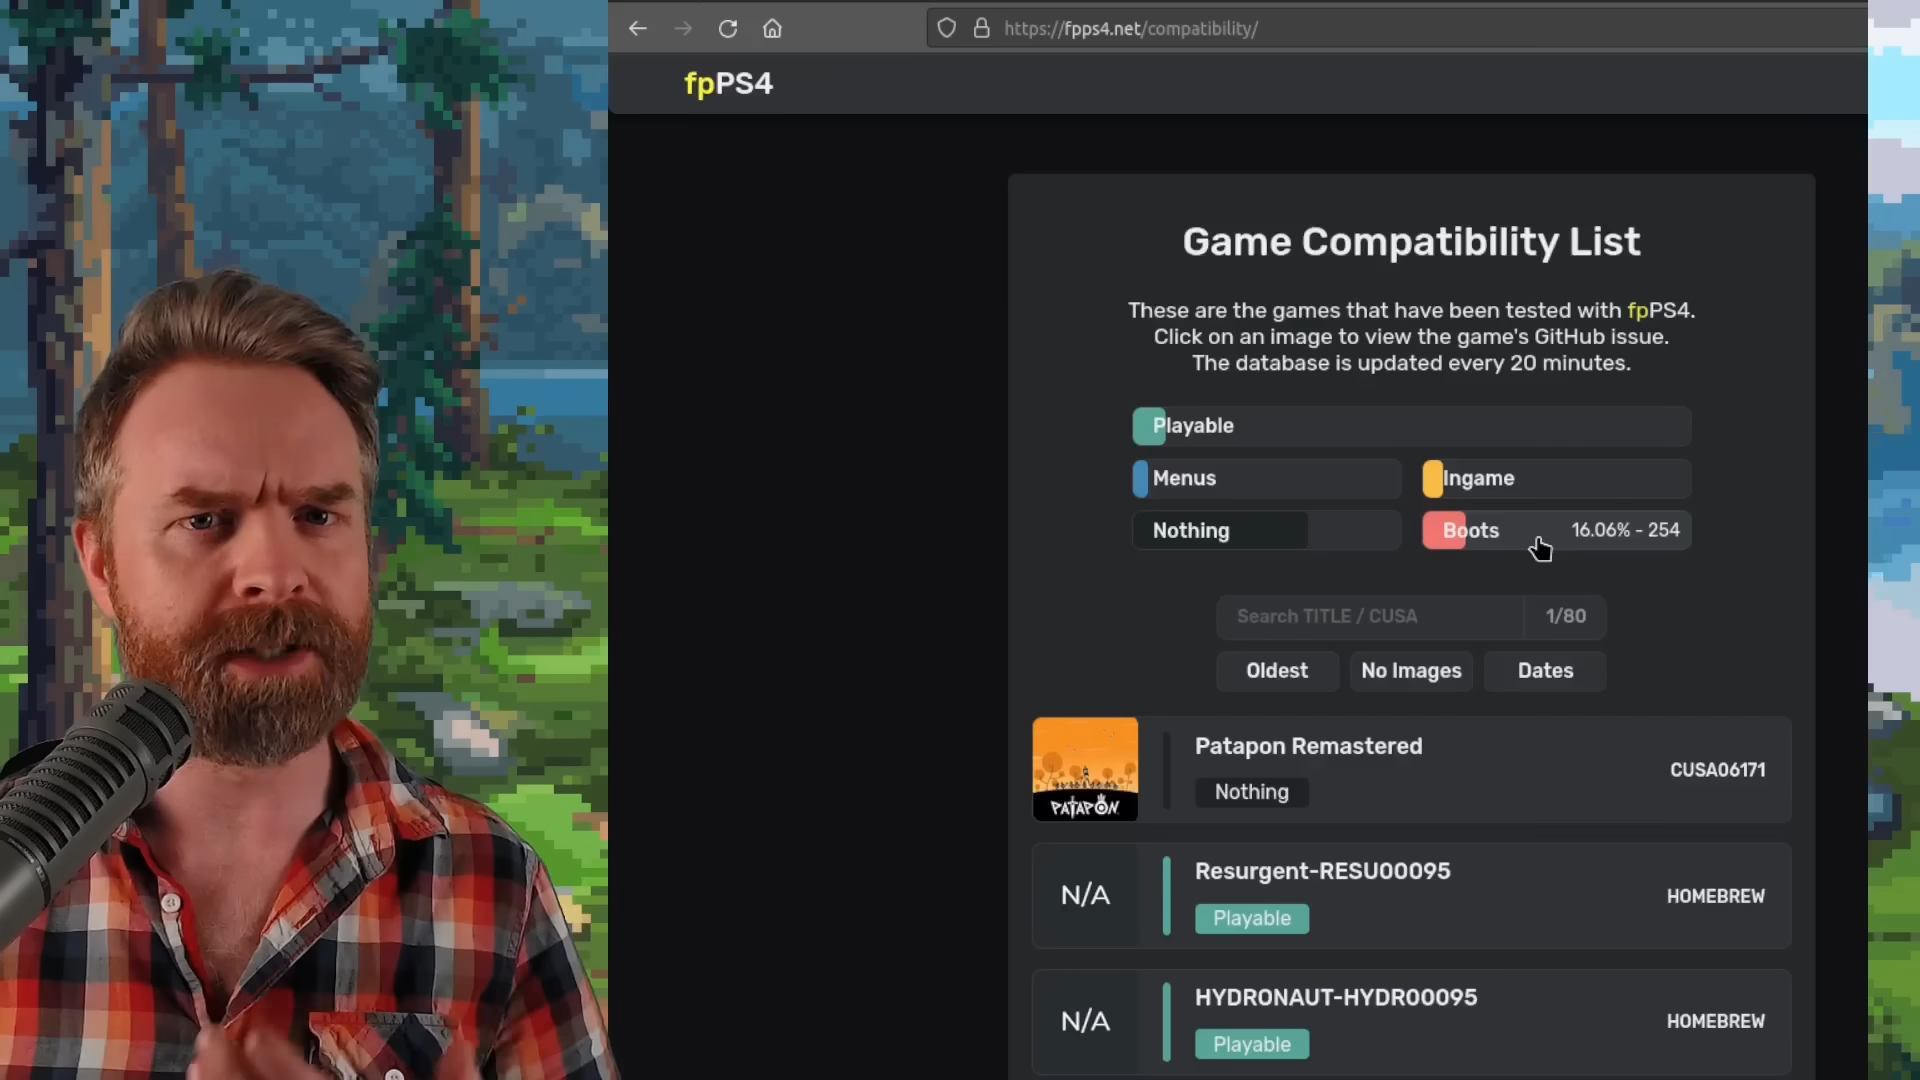 https://fpps4.net/compatibility/
fpPS4
Game Compatibility List
These are the games that have been tested with fpPS4.
Click on an image to view the game's GitHub issue.
The database is updated every 20 minutes.
Playable
Menus
Ingame
Nothing
Boots 16.06% - 254
Search TITLE / CUSA 1/80
Oldest No Images Dates
PATAPON
Patapon Remastered
Nothing
CUSA06171
N/A
Resurgent-RESU00095
Playable
HOMEBREW
N/A
HYDRONAUT-HYDR00095
Playable
HOMEBREW